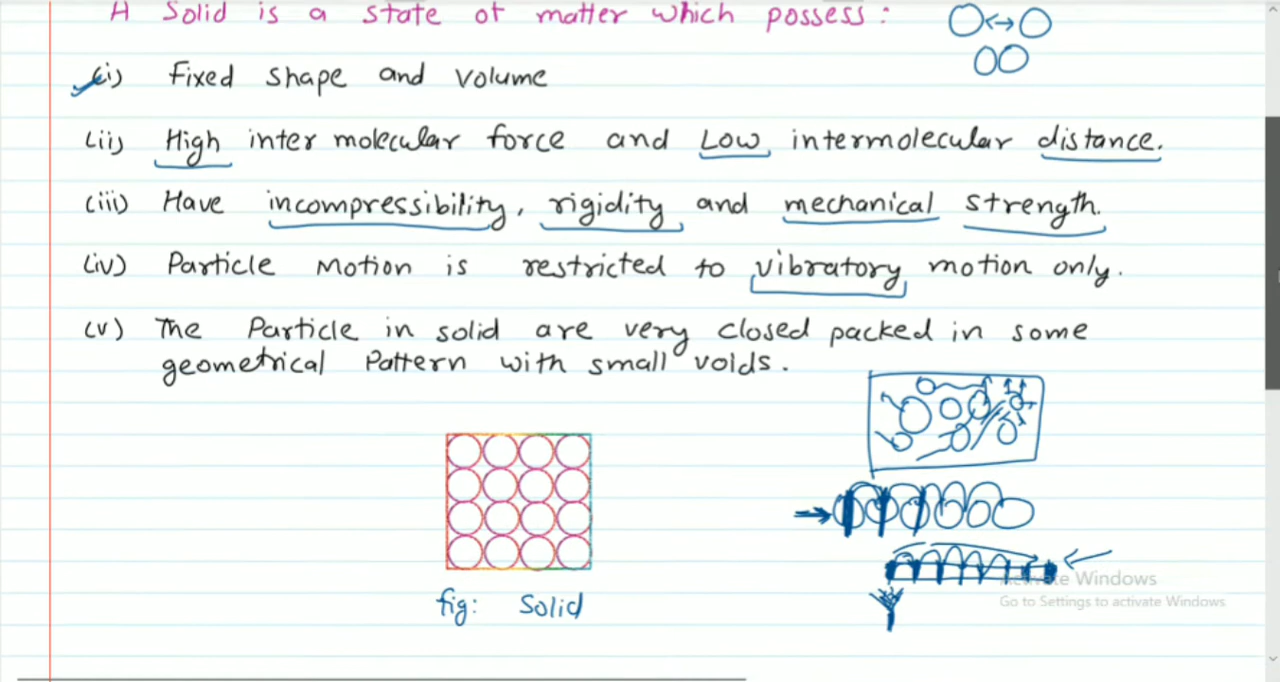 A Solid is a state of matter which possess:
(i) Fixed shape and volume
(ii) High inter molecular force and Low intermolecular distance.
(iii) Have incompressibility, rigidity and mechanical strength.
(iv) Particle Motion is restricted to vibratory motion only.
(v) The Particle in solid are very closed packed in some
geometrical Pattern with small voids.
fig: Solid
Activate Windows
Go to Settings to activate Windows